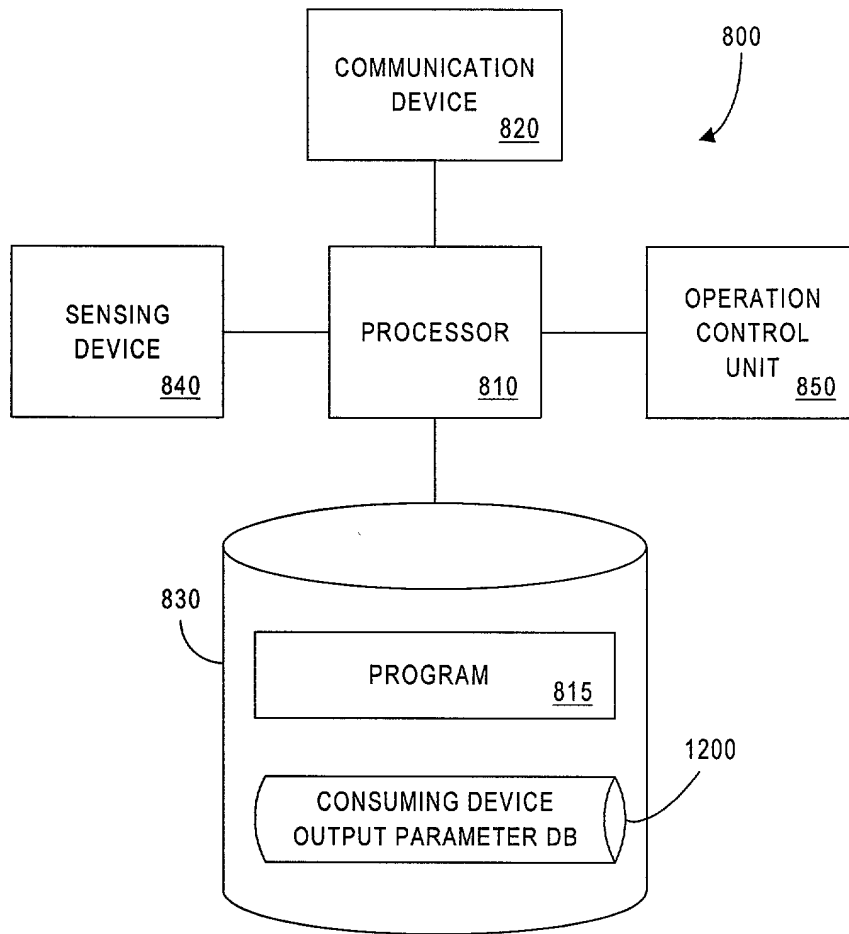 800
COMMUNICATION
DEVICE
820
SENSING
DEVICE
840
PROCESSOR
810
OPERATION
CONTROL
UNIT
850
830
PROGRAM
815
1200
CONSUMING DEVICE
OUTPUT PARAMETER DB